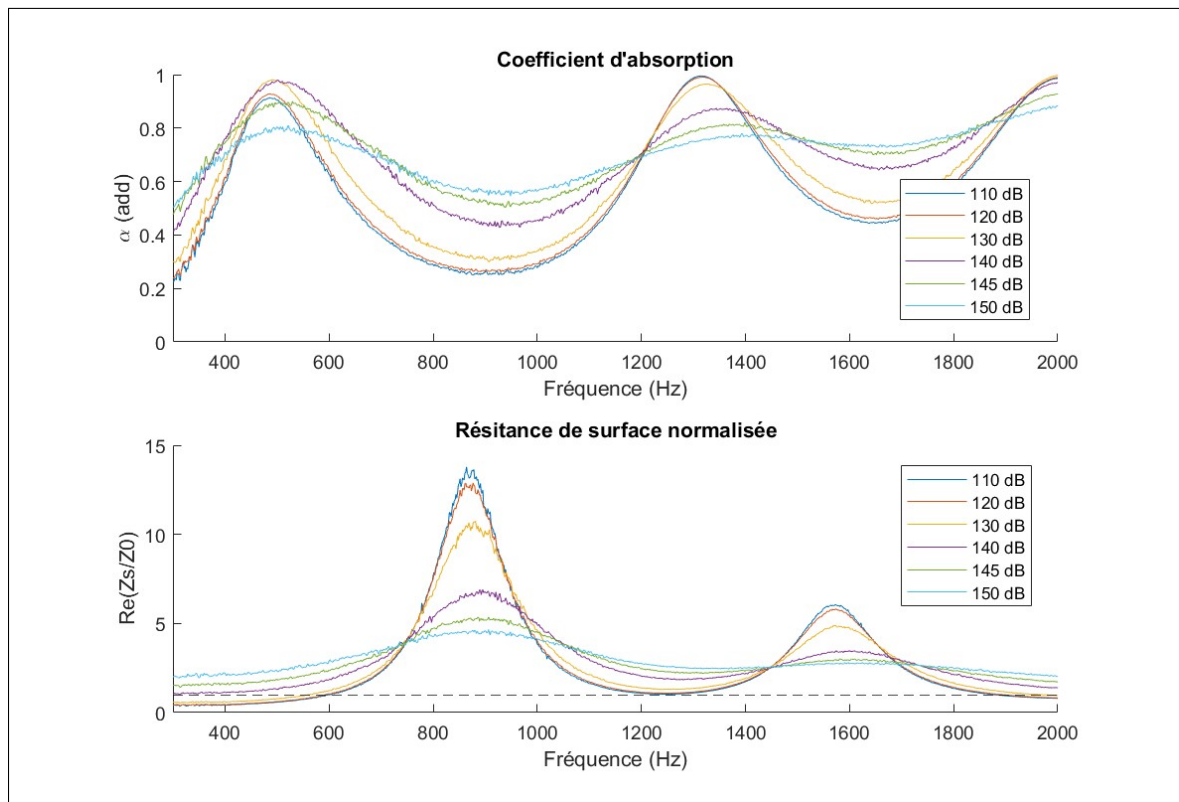 Coefficient d'absorption
1
0.8
0.6
0.4
0.2
0
α (add)
110 dB
120 dB
130 dB
140 dB
145 dB
150 dB
400 600 800 1000 1200 1400 1600 1800 2000
Fréquence (Hz)
Résitance de surface normalisée
15
10
5
0
Re(Zs/Z0)
110 dB
120 dB
130 dB
140 dB
145 dB
150 dB
400 600 800 1000 1200 1400 1600 1800 2000
Fréquence (Hz)